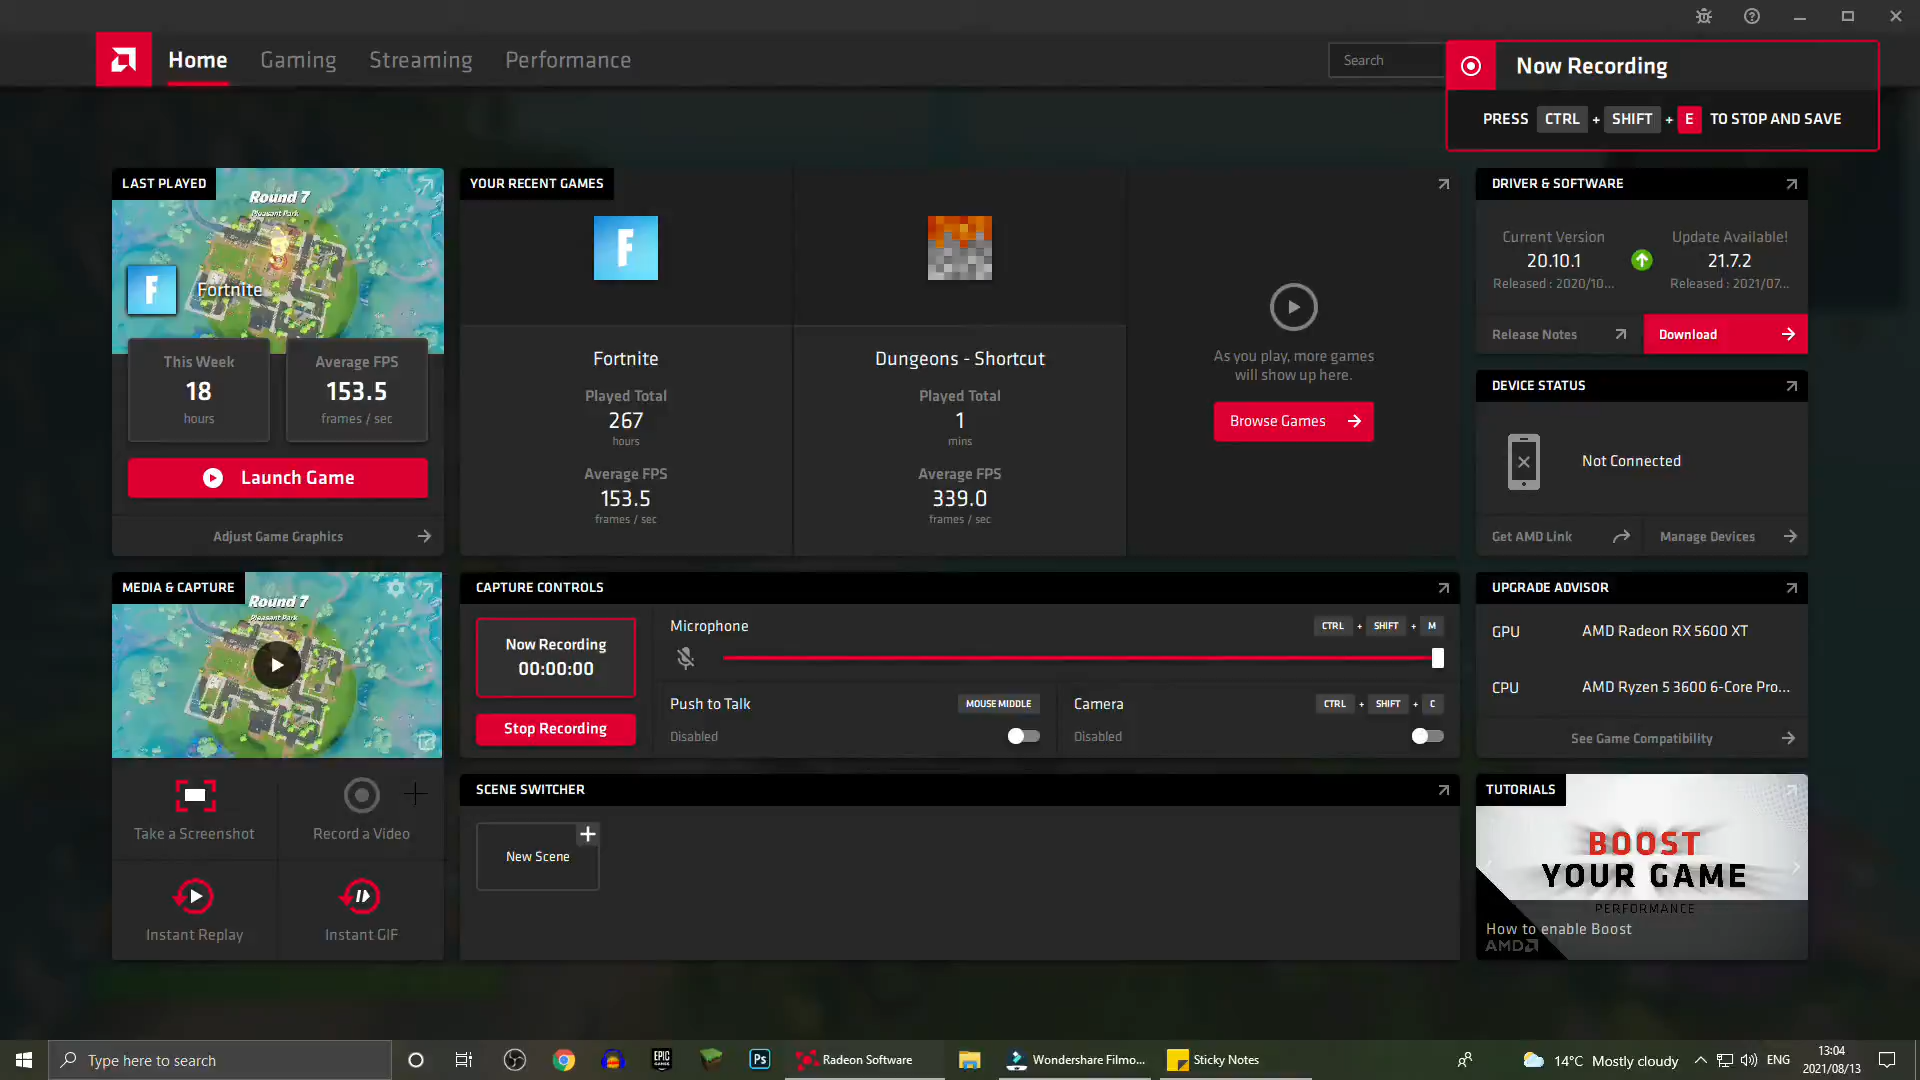 Home
Gaming
Streaming
Performance
Search
Now Recording
PRESS CTRL + SHIFT + E TO STOP AND SAVE
LAST PLAYED
Round 7
Pleasant Park
Fortnite
This Week
18
hours
Average FPS
153.5
frames / sec
Launch Game
Adjust Game Graphics
YOUR RECENT GAMES
Fortnite
Played Total
267
hours
Average FPS
153.5
frames / sec
Dungeons - Shortcut
Played Total
1
mins
Average FPS
339.0
frames / sec
As you play, more games
will show up here.
Browse Games
DRIVER & SOFTWARE
Current Version
20.10.1
Released : 2020/10...
Update Available!
21.7.2
Released : 2021/07...
Release Notes
Download
DEVICE STATUS
Not Connected
Get AMD Link
Manage Devices
MEDIA & CAPTURE
Round 7
Pleasant Park
Take a Screenshot
Record a Video
Instant Replay
Instant GIF
CAPTURE CONTROLS
Now Recording
00:00:00
Stop Recording
Microphone
CTRL + SHIFT + M
Push to Talk
MOUSE MIDDLE
Disabled
Camera
CTRL + SHIFT + C
Disabled
SCENE SWITCHER
New Scene
UPGRADE ADVISOR
GPU AMD Radeon RX 5600 XT
CPU AMD Ryzen 5 3600 6-Core Pro...
See Game Compatibility
TUTORIALS
BOOST
YOUR GAME
PERFORMANCE
How to enable Boost
AMD
Type here to search
EPIC
GAMES
Ps
Radeon Software
Wondershare Filmo...
Sticky Notes
14°C Mostly cloudy
ENG
13:04
2021/08/13